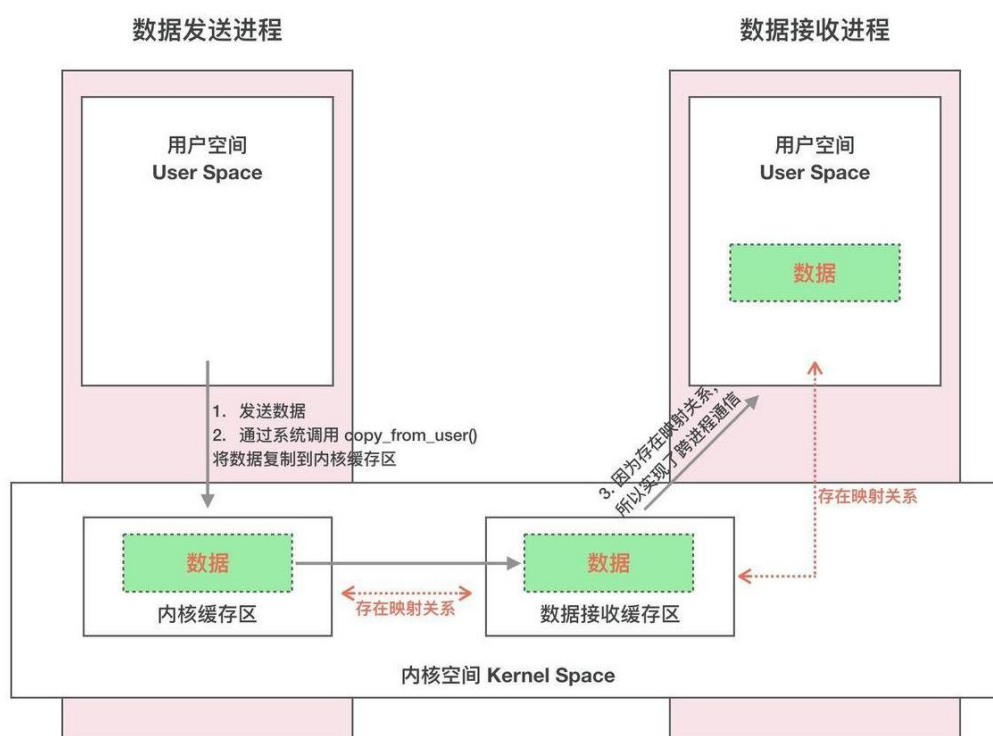 数据发送进程
数据接收进程
用户空间
User Space
用户空间
User Space
数据
1. 发送数据
2. 通过系统调用 copy_from_user()
将数据复制到内核缓存区
3. 因为存在映射关系，
所以实现了跨进程通信
存在映射关系
数据
内核缓存区
存在映射关系
数据
数据接收缓存区
内核空间 Kernel Space